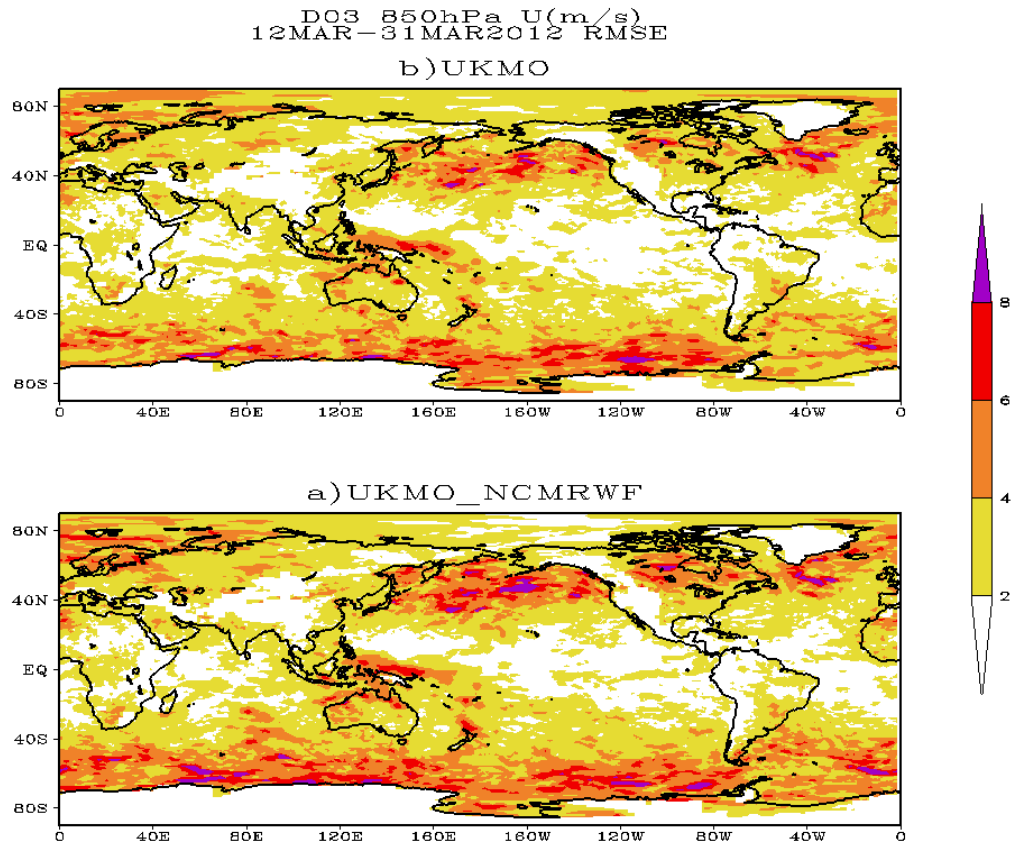 D03 850hPa U(m/s)
12MAR-31MAR2012 RMSE
b)UKMO
80N
40N
EQ
40S
80S
0 40E 80E 120E 160E 160W 120W 80W 40W 0
8
6
4
2
a)UKMO_NCMRWF
80N
40N
EQ
40S
80S
0 40E 80E 120E 160E 160W 120W 80W 40W 0